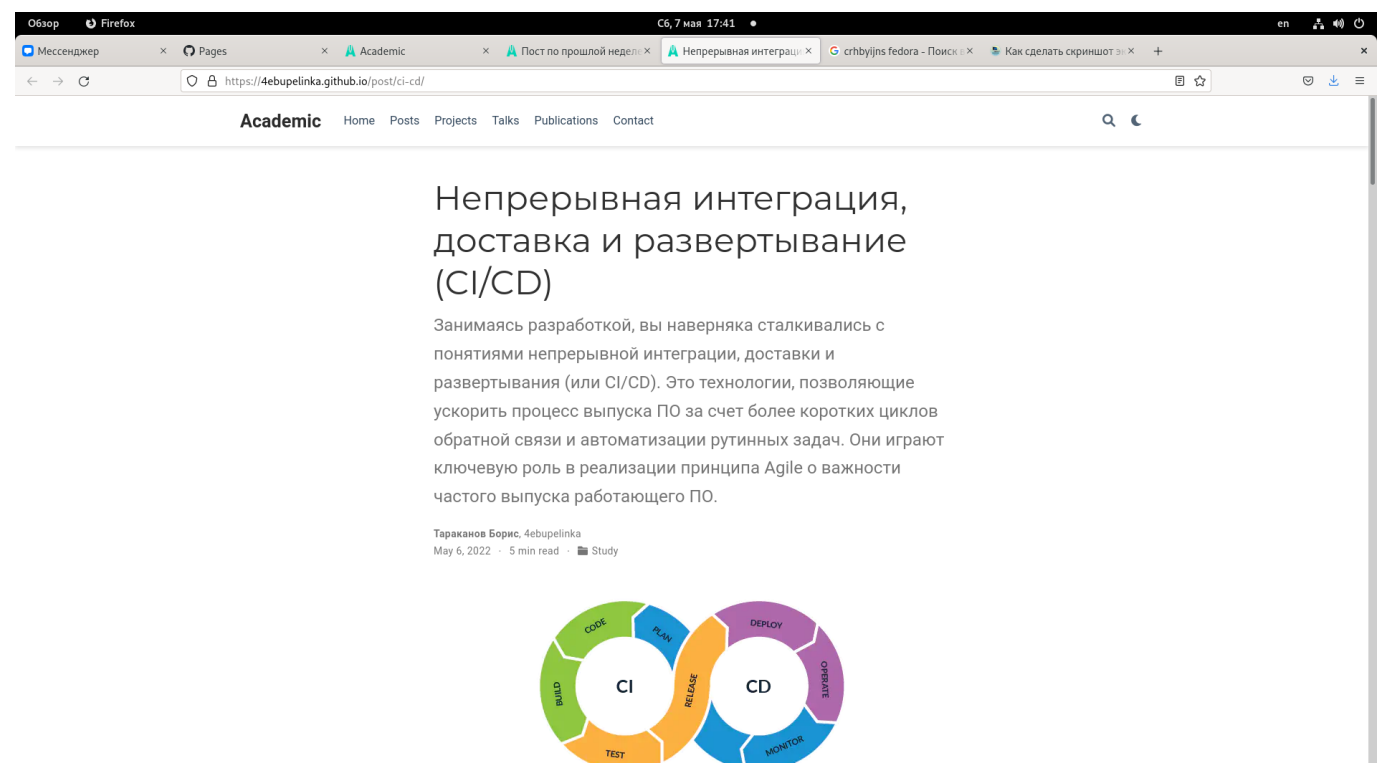 Обзор Firefox Сб, 7 мая 17:41 en
Мессенджер Pages Academic Пост по прошлой неделе Непрерывная интеграци crhbyijns fedora - Поиск в Как сделать скриншот эк
https://4ebupelinka.github.io/post/ci-cd/
Academic Home Posts Projects Talks Publications Contact
Непрерывная интеграция,
доставка и развертывание
(CI/CD)
Занимаясь разработкой, вы наверняка сталкивались с
понятиями непрерывной интеграции, доставки и
развертывания (или CI/CD). Это технологии, позволяющие
ускорить процесс выпуска ПО за счет более коротких циклов
обратной связи и автоматизации рутинных задач. Они играют
ключевую роль в реализации принципа Agile о важности
частого выпуска работающего ПО.
Тараканов Борис, 4ebupelinka
May 6, 2022 · 5 min read · Study
CODE
PLAN
DEPLOY
BUILD
CI
RELEASE
CD
OPERATE
TEST
MONITOR